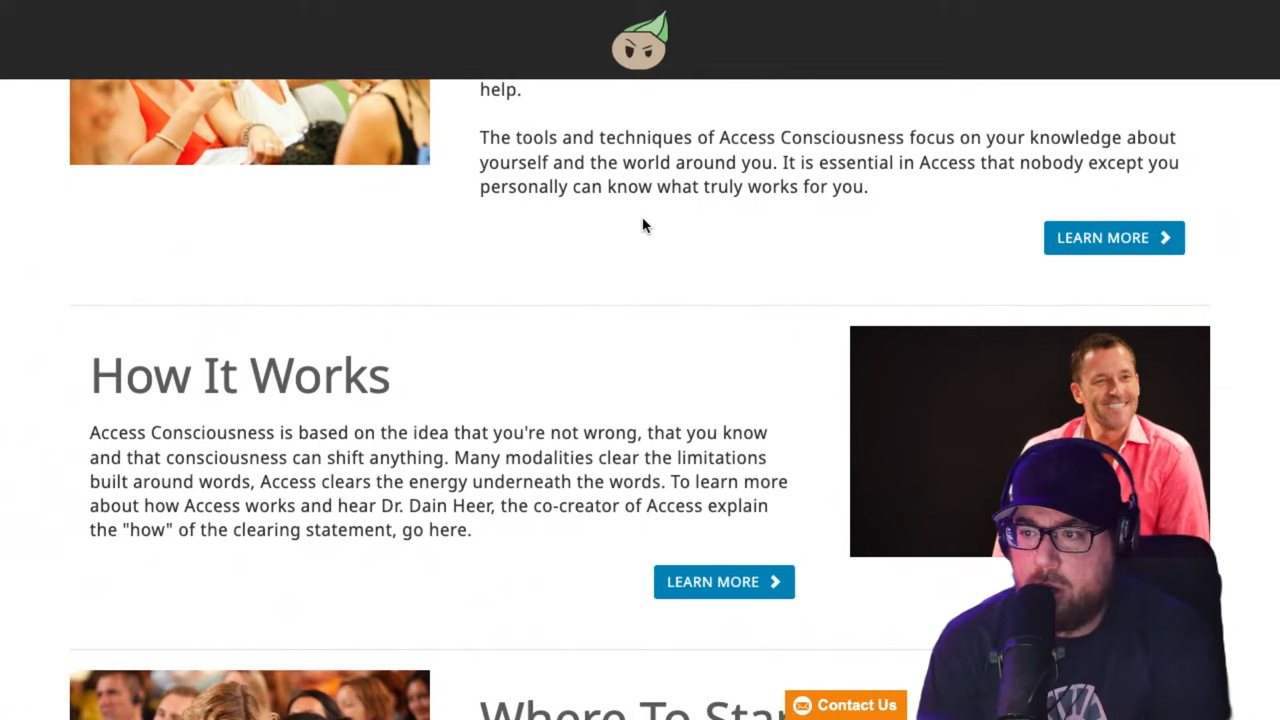 help.
The tools and techniques of Access Consciousness focus on your knowledge about
yourself and the world around you. It is essential in Access that nobody except you
personally can know what truly works for you.
LEARN MORE
How It Works
Access Consciousness is based on the idea that you're not wrong, that you know
and that consciousness can shift anything. Many modalities clear the limitations
built around words, Access clears the energy underneath the words. To learn more
about how Access works and hear Dr. Dain Heer, the co-creator of Access explain
the "how" of the clearing statement, go here.
LEARN MORE
Where To Star
Contact Us